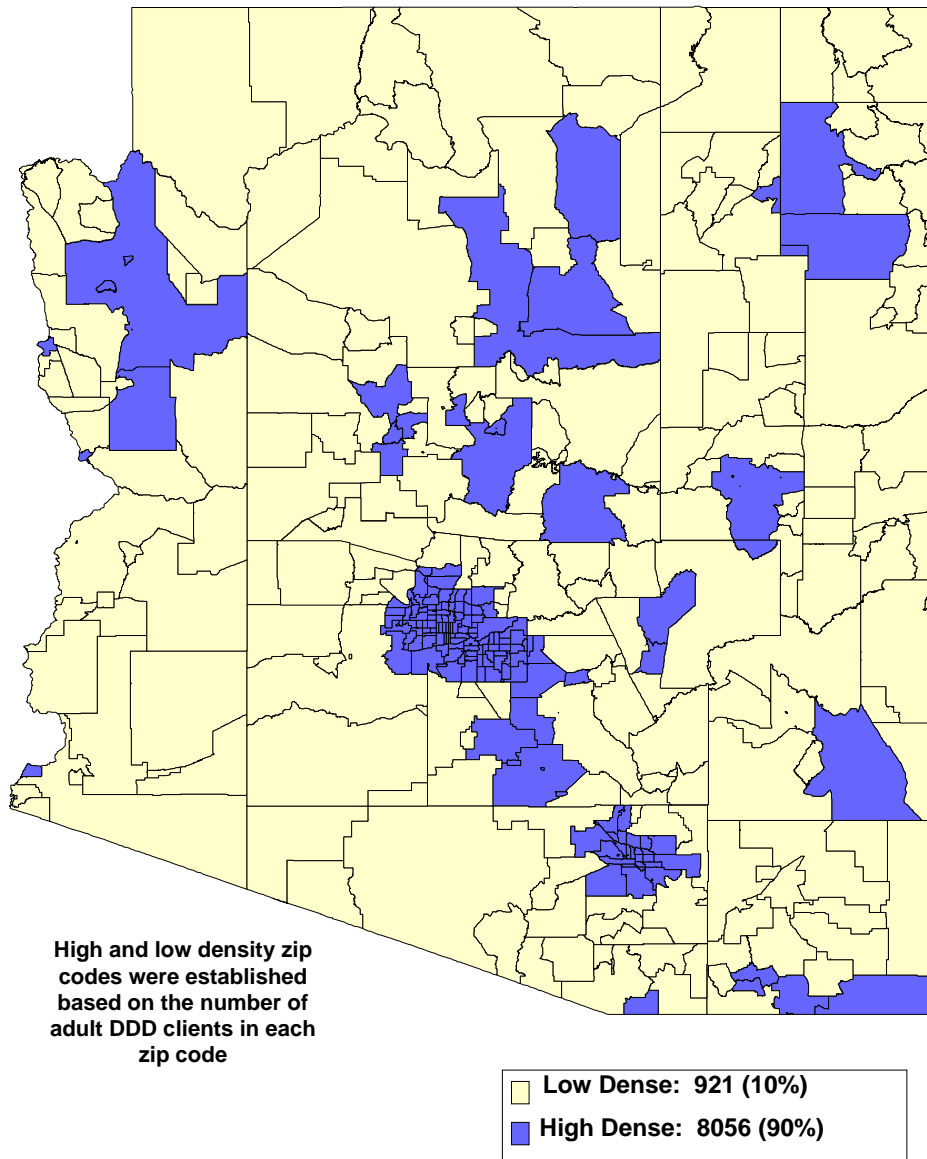 High and low density zip
codes were established
based on the number of
adult DDD clients in each
zip code
Low Dense: 921 (10%)
High Dense: 8056 (90%)